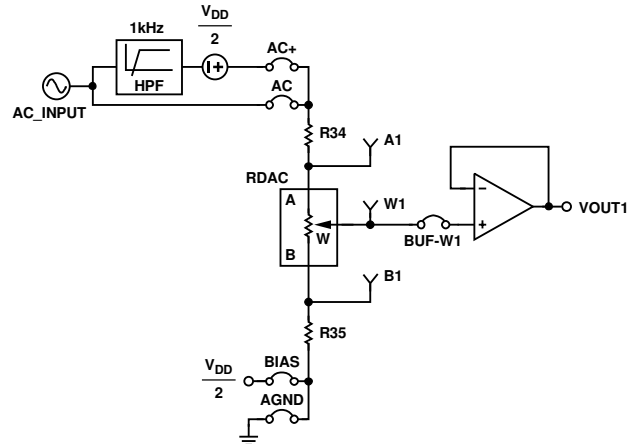 1kHz
VDD
2
AC+
HPF
AC
AC_INPUT
R34
A1
RDAC
A
W1
W
VOUT1
BUF-W1
B
B1
R35
VDD
2
BIAS
AGND